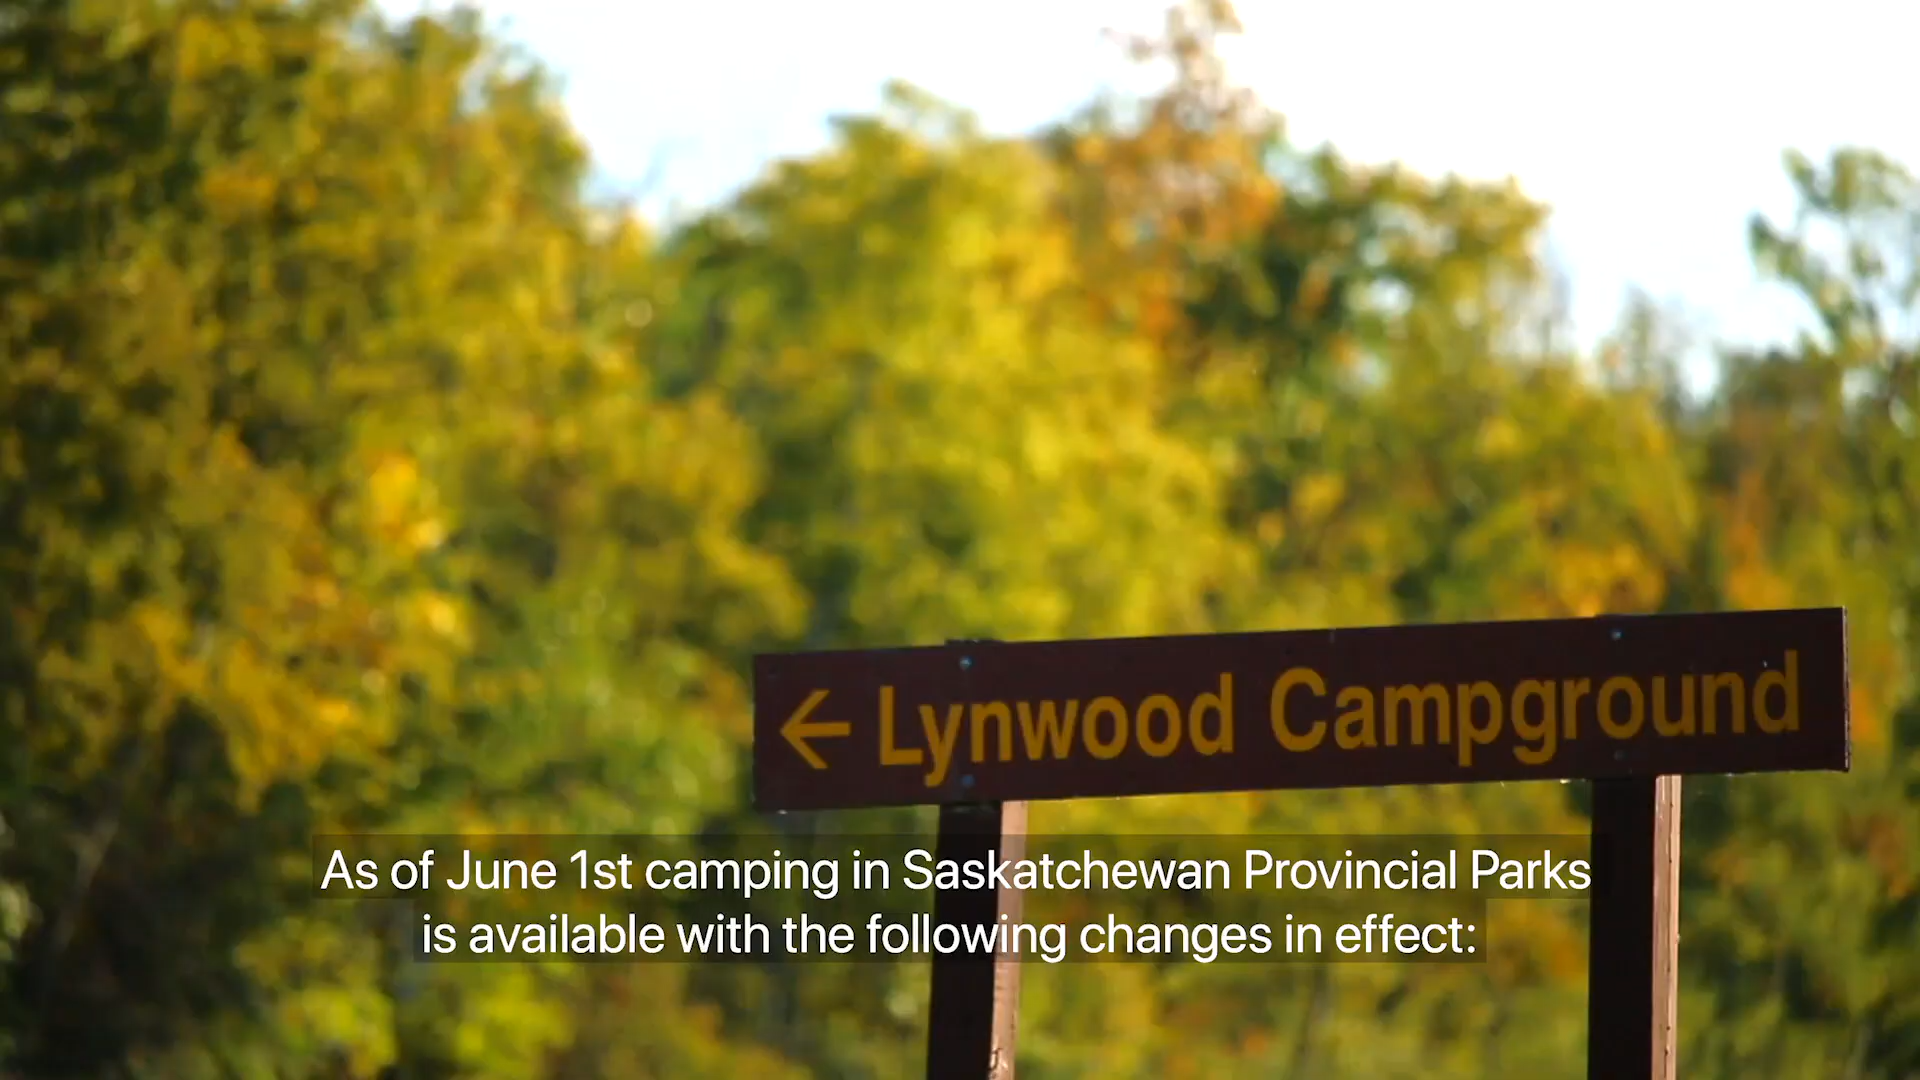 ← Lynwood Campground
As of June 1st camping in Saskatchewan Provincial Parks
is available with the following changes in effect: